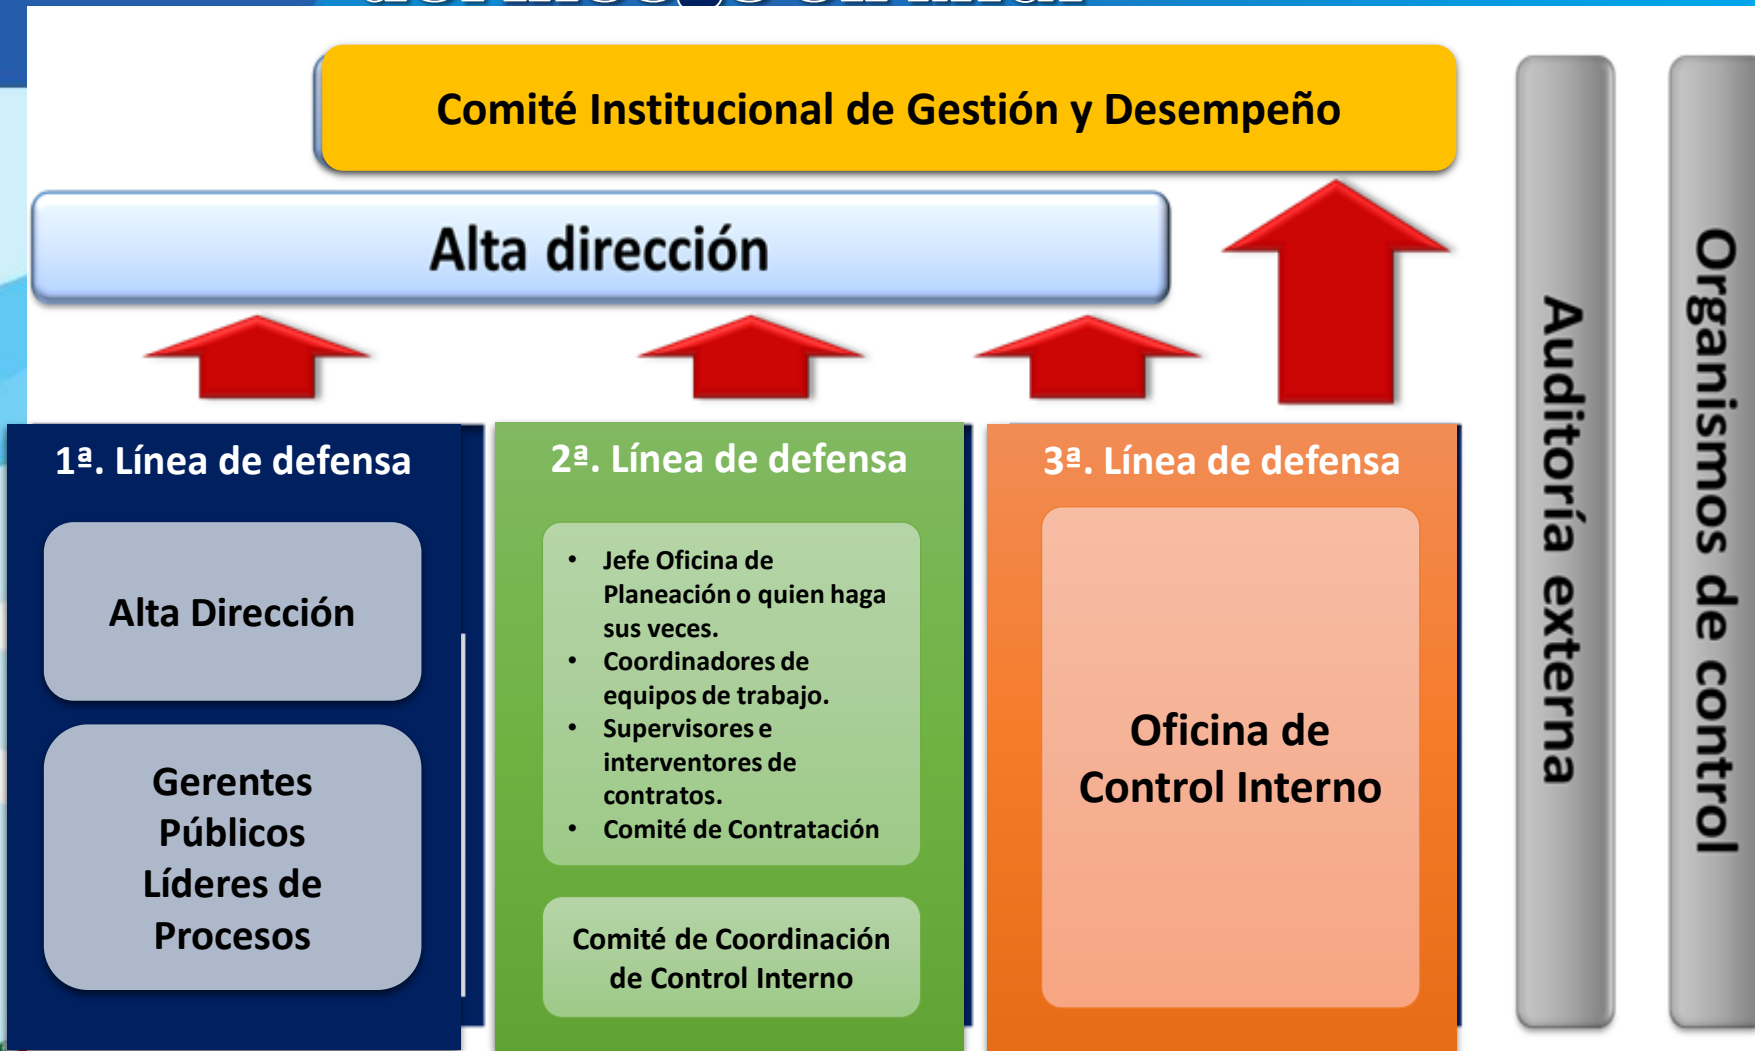 Comité Institucional de Gestión y Desempeño
Alta dirección
1ª. Línea de defensa
Alta Dirección
Gerentes
Públicos
Líderes de
Procesos
2ª. Línea de defensa
• Jefe Oficina de
Planeación o quien haga
sus veces.
• Coordinadores de
equipos de trabajo.
• Supervisores e
interventores de
contratos.
• Comité de Contratación
Comité de Coordinación
de Control Interno
3ª. Línea de defensa
Oficina de
Control Interno
Auditoría externa
Organismos de control